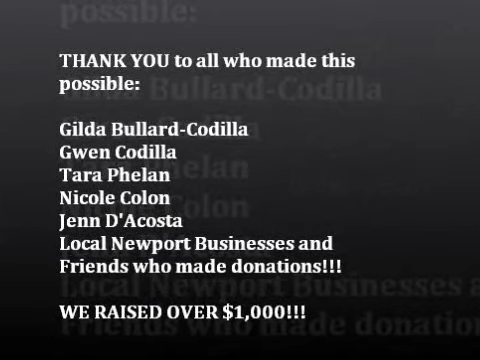 THANK YOU to all who made this
possible:
Gilda Bullard-Codilla
Gwen Codilla
Tara Phelan
Nicole Colon
Jenn D'Acosta
Local Newport Businesses and
Friends who made donations!!!
WE RAISED OVER $1,000!!!